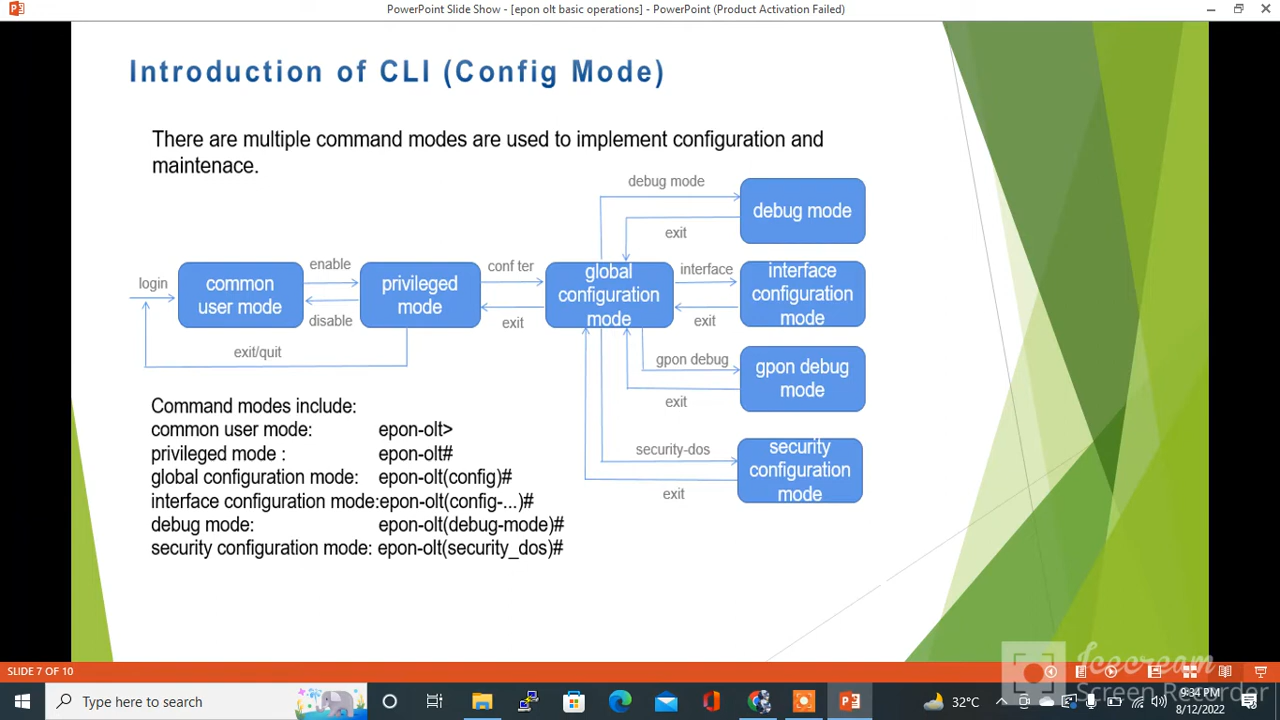 PowerPoint Slide Show - [epon olt basic operations] - PowerPoint (Product Activation Failed)
Introduction of CLI (Config Mode)
There are multiple command modes are used to implement configuration and
maintenace.
debug mode
debug mode
exit
login
common
user mode
enable
disable
privileged
mode
conf ter
exit
global
configuration
mode
interface
exit
interface
configuration
mode
exit/quit
gpon debug
exit
gpon debug
mode
security-dos
exit
security
configuration
mode
Command modes include:
common user mode: epon-olt>
privileged mode : epon-olt#
global configuration mode: epon-olt(config)#
interface configuration mode:epon-olt(config-...)#
debug mode: epon-olt(debug-mode)#
security configuration mode: epon-olt(security_dos)#
Icecream
Screen Recorder
SLIDE 7 OF 10
Type here to search
32°C
9:34 PM
8/12/2022